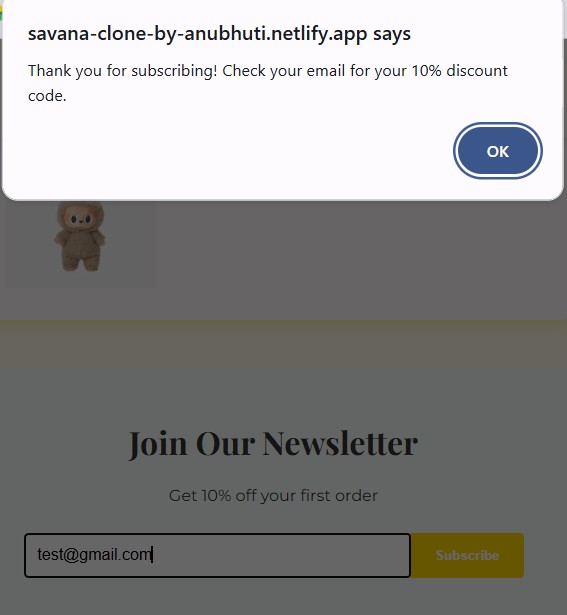 savana-clone-by-anubhuti.netlify.app says
Thank you for subscribing! Check your email for your 10% discount
code.
OK
Join Our Newsletter
Get 10% off your first order
test@gmail.com
Subscribe